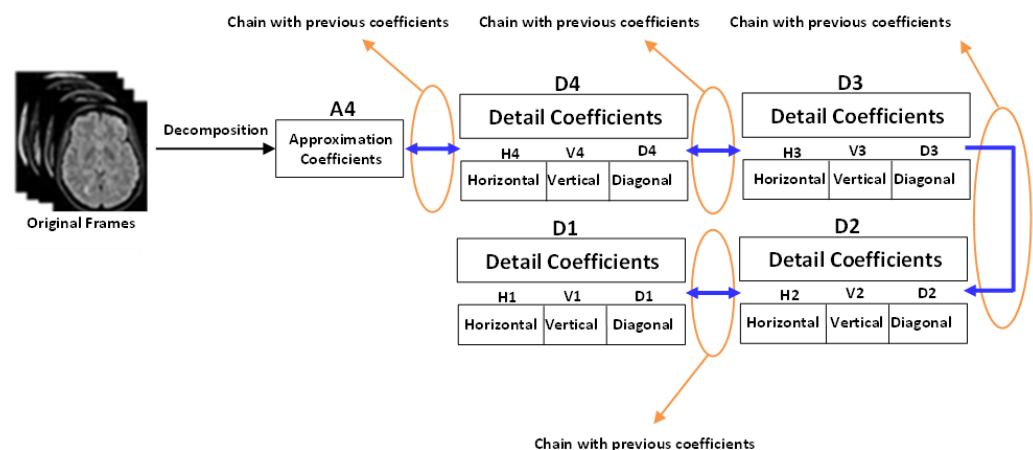 Chain with previous coefficients Chain with previous coefficients Chain with previous coefficients
A4 D4 D3
Decomposition
Approximation
Coefficients
Detail Coefficients Detail Coefficients
H4 V4 D4 H3 V3 D3
Horizontal Vertical Diagonal Horizontal Vertical Diagonal
Original Frames
D1 D2
Detail Coefficients Detail Coefficients
H1 V1 D1 H2 V2 D2
Horizontal Vertical Diagonal Horizontal Vertical Diagonal
Chain with previous coefficients